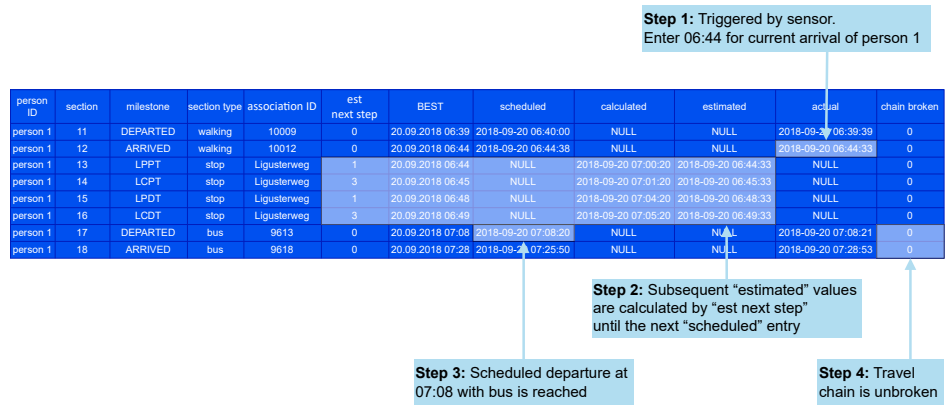 Step 1: Triggered by sensor.
Enter 06:44 for current arrival of person 1
person ID section milestone section type association ID est next step BEST scheduled calculated estimated actual chain broken
person 1 11 DEPARTED walking 10009 0 20.09.2018 06:39 2018-09-20 06:40:00 NULL NULL 2018-09-20 06:39:39 0
person 1 12 ARRIVED walking 10012 0 20.09.2018 06:44 2018-09-20 06:44:38 NULL NULL 2018-09-20 06:44:33 0
person 1 13 LPPT stop Ligusterweg 1 20.09.2018 06:44 NULL 2018-09-20 07:00:20 2018-09-20 06:44:33 NULL 0
person 1 14 LCPT stop Ligusterweg 3 20.09.2018 06:45 NULL 2018-09-20 07:01:20 2018-09-20 06:45:33 NULL 0
person 1 15 LPDT stop Ligusterweg 1 20.09.2018 06:48 NULL 2018-09-20 07:04:20 2018-09-20 06:48:33 NULL 0
person 1 16 LCDT stop Ligusterweg 3 20.09.2018 06:49 NULL 2018-09-20 07:05:20 2018-09-20 06:49:33 NULL 0
person 1 17 DEPARTED bus 9613 0 20.09.2018 07:08 2018-09-20 07:08:20 NULL NULL 2018-09-20 07:08:21 0
person 1 18 ARRIVED bus 9618 0 20.09.2018 07:28 2018-09-20 07:25:50 NULL NULL 2018-09-20 07:28:53 0
Step 2: Subsequent “estimated” values
are calculated by “est next step”
until the next “scheduled” entry
Step 3: Scheduled departure at
07:08 with bus is reached
Step 4: Travel
chain is unbroken